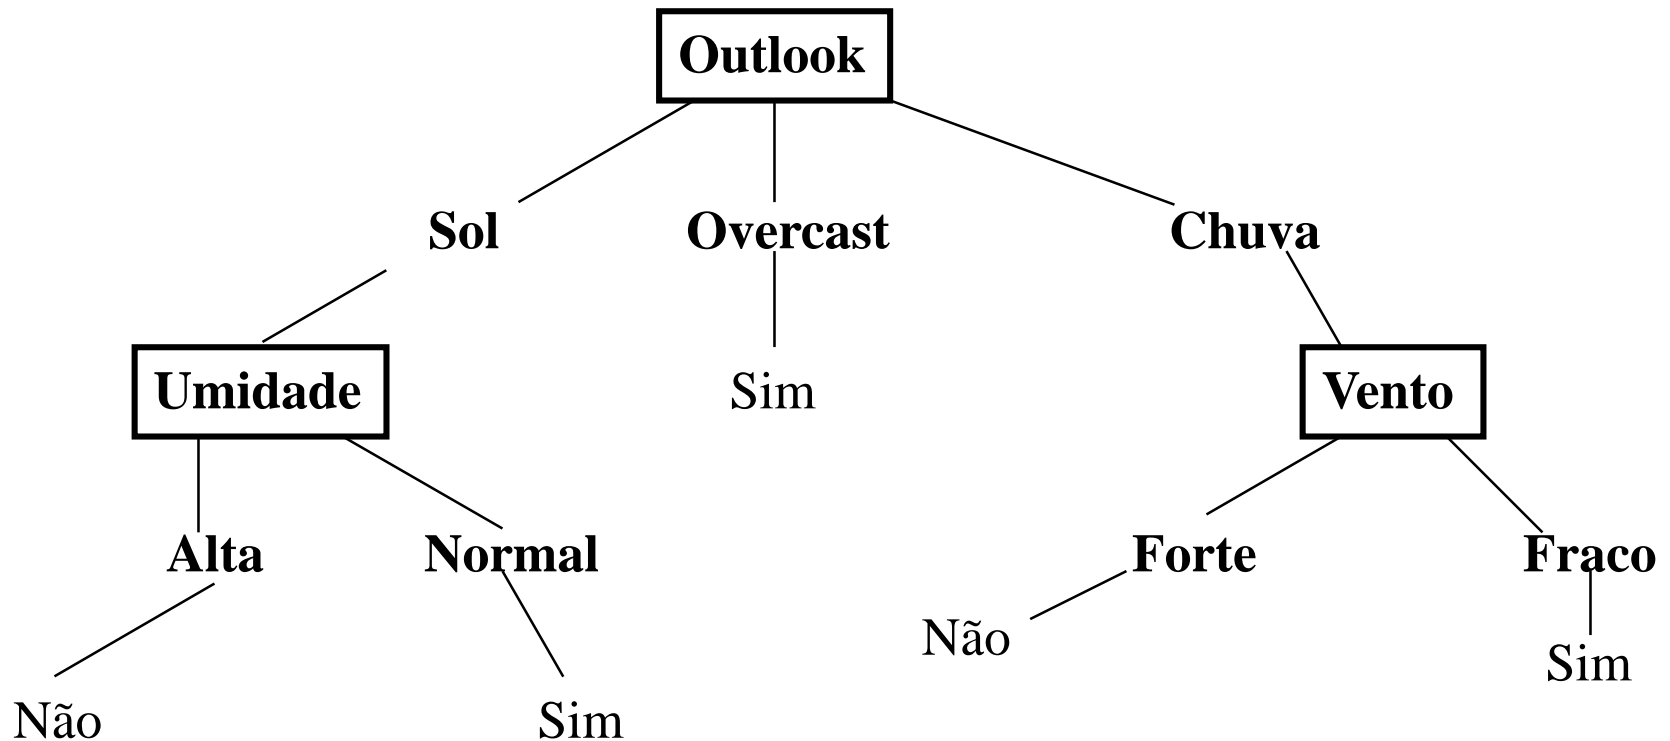 Outlook
Sol Overcast Chuva
Umidade Sim Vento
Alta Normal Forte Fraco
Não Sim Não Sim